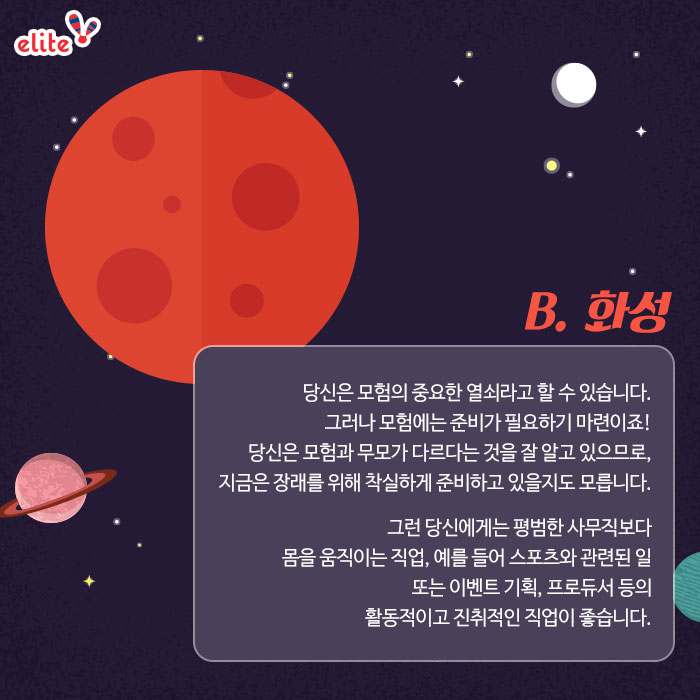 elite
B. 화성
당신은 모험의 중요한 열쇠라고 할 수 있습니다.
그러나 모험에는 준비가 필요하기 마련이죠!
당신은 모험과 무모가 다르다는 것을 잘 알고 있으므로,
지금은 장래를 위해 착실하게 준비하고 있을지도 모릅니다.
그런 당신에게는 평범한 사무직보다
몸을 움직이는 직업, 예를 들어 스포츠와 관련된 일
또는 이벤트 기획, 프로듀서 등의
활동적이고 진취적인 직업이 좋습니다.